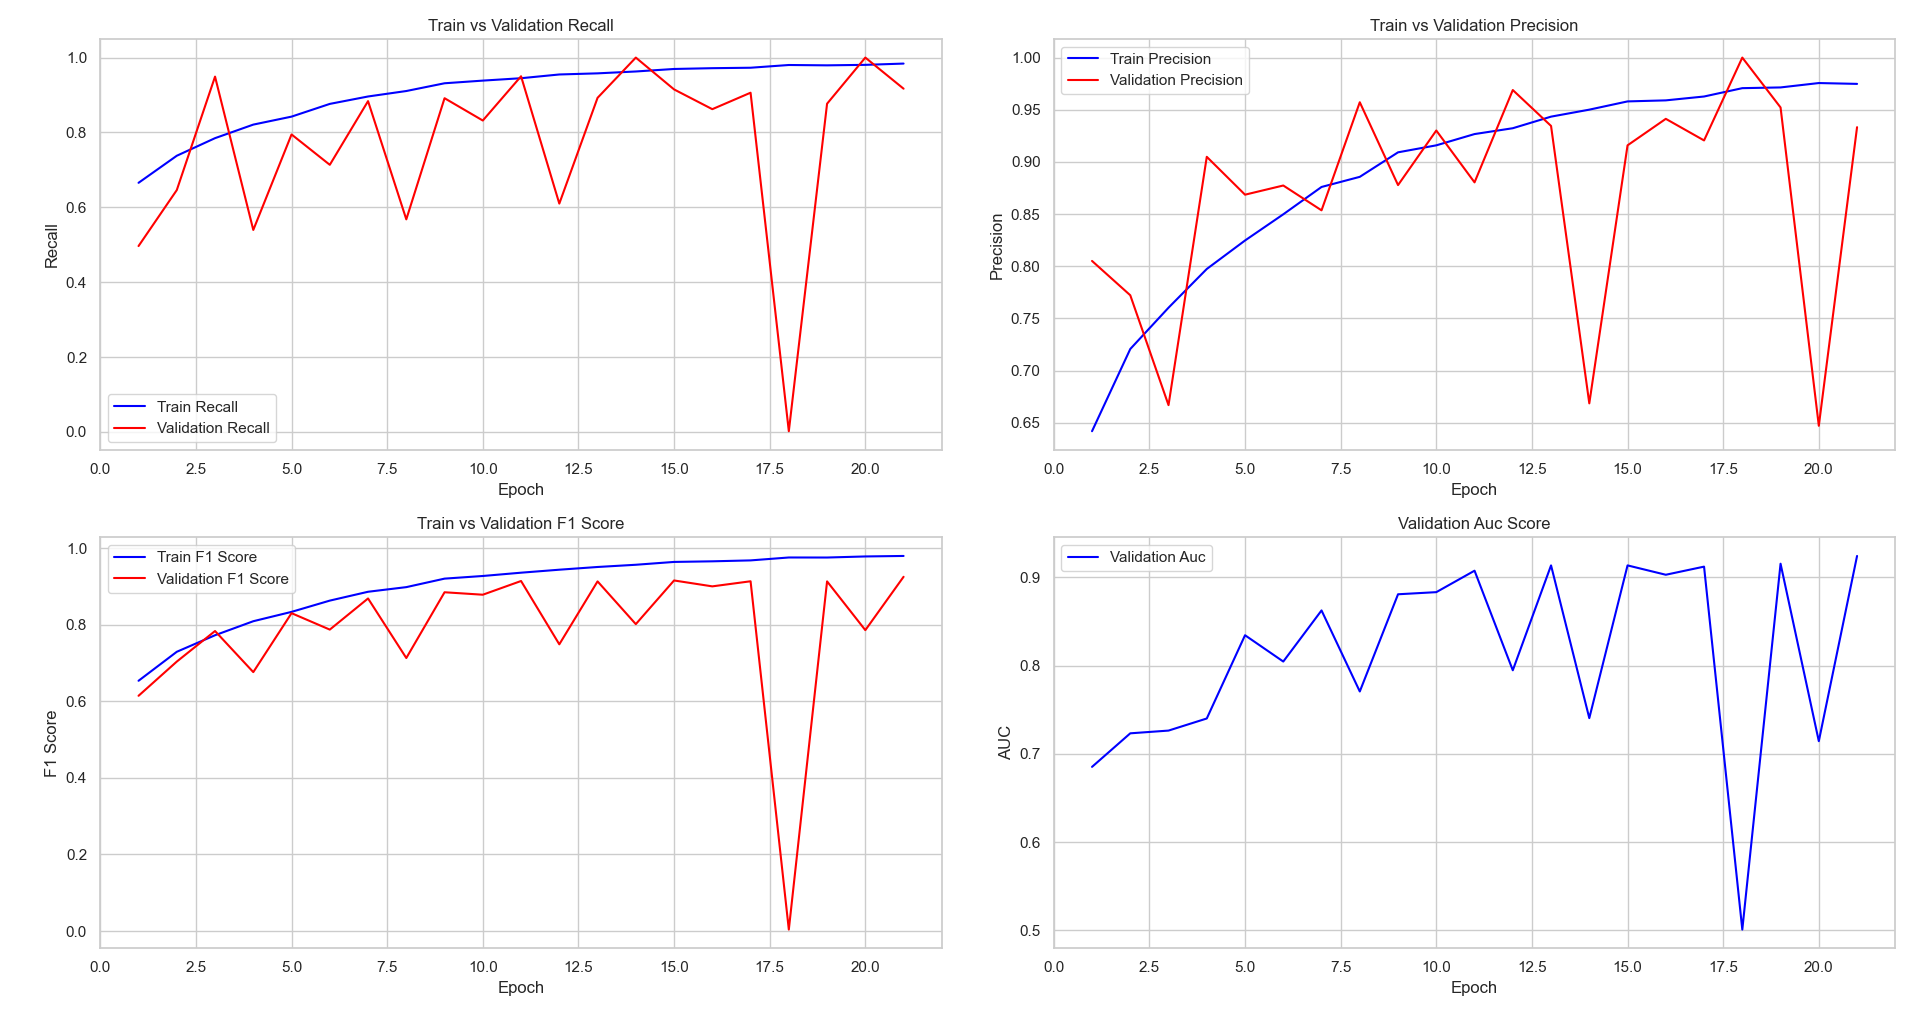 Train vs Validation Recall
1.0
0.8
0.6
0.4
0.2
0.0
Recall
Train Recall
Validation Recall
0.0 2.5 5.0 7.5 10.0 12.5 15.0 17.5 20.0
Epoch
Train vs Validation Precision
Train Precision
Validation Precision
1.00
0.95
0.90
0.85
0.80
0.75
0.70
0.65
Precision
0.0 2.5 5.0 7.5 10.0 12.5 15.0 17.5 20.0
Epoch
Train vs Validation F1 Score
Train F1 Score
Validation F1 Score
1.0
0.8
0.6
0.4
0.2
0.0
F1 Score
0.0 2.5 5.0 7.5 10.0 12.5 15.0 17.5 20.0
Epoch
Validation Auc Score
Validation Auc
0.9
0.8
0.7
0.6
0.5
AUC
0.0 2.5 5.0 7.5 10.0 12.5 15.0 17.5 20.0
Epoch